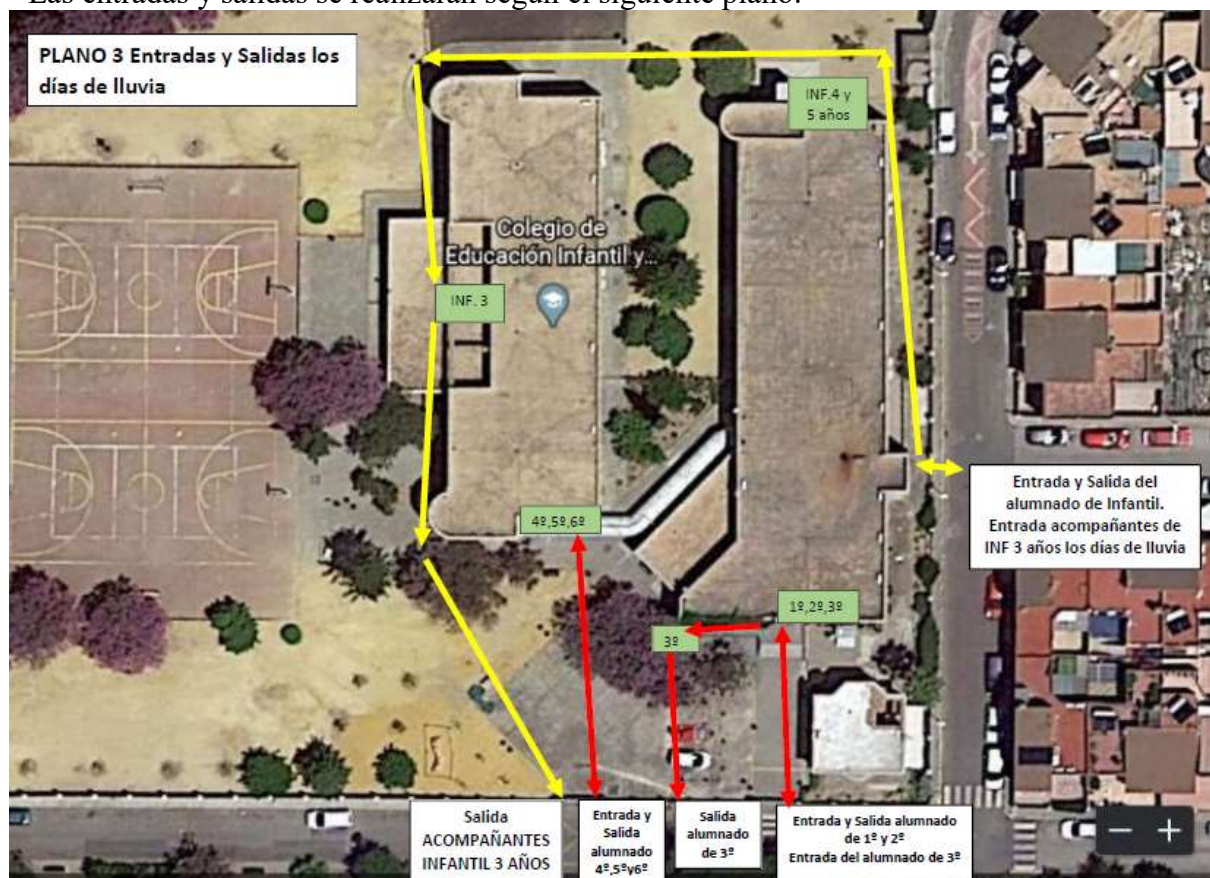 Las entradas y salidas se realizarán según el siguiente plano:
PLANO 3 Entradas y Salidas los
días de lluvia
INF.4 y
5 años
Colegio de
Educación Infantil y...
INF. 3
Entrada y Salida del
alumnado de Infantil.
Entrada acompañantes de
INF 3 años los días de lluvia
4º,5º,6º
1º,2º,3º
3º
Salida
ACOMPAÑANTES
INFANTIL 3 AÑOS
Entrada y
Salida
alumnado
4º,5ºy6º
Salida
alumnado
de 3º
Entrada y Salida alumnado
de 1º y 2º
Entrada del alumnado de 3º